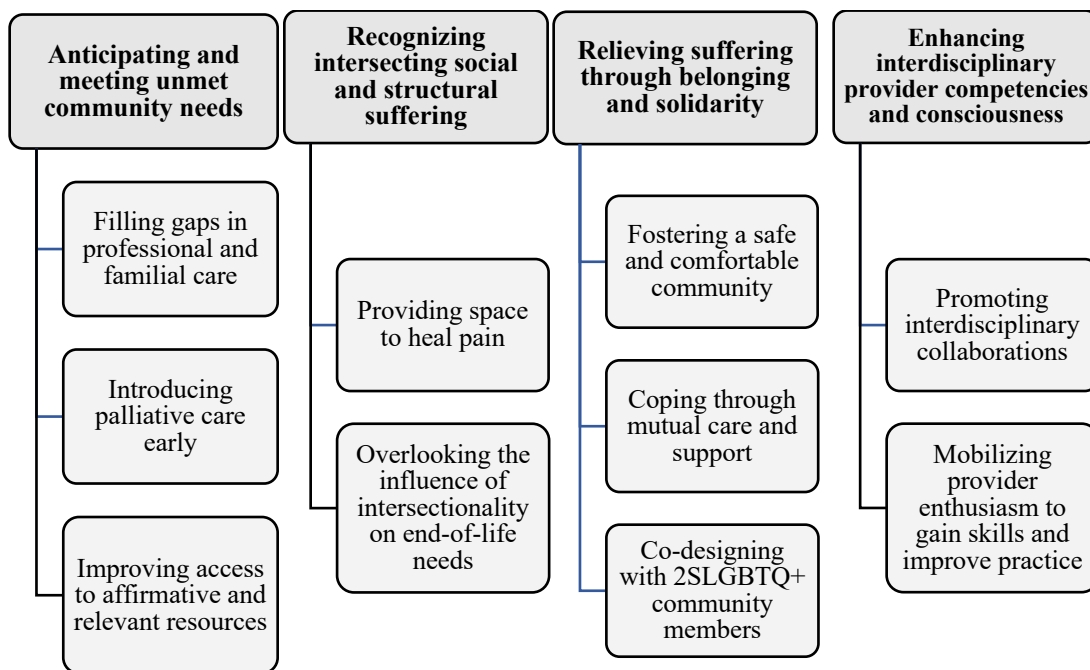 Anticipating and
meeting unmet
community needs
Filling gaps in
professional and
familial care
Introducing
palliative care
early
Improving access
to affirmative and
relevant resources
Recognizing
intersecting social
and structural
suffering
Providing space
to heal pain
Overlooking the
influence of
intersectionality
on end-of-life
needs
Relieving suffering
through belonging
and solidarity
Fostering a safe
and comfortable
community
Coping through
mutual care and
support
Co-designing
with 2SLGBTQ+
community
members
Enhancing
interdisciplinary
provider competencies
and consciousness
Promoting
interdisciplinary
collaborations
Mobilizing
provider
enthusiasm to
gain skills and
improve practice